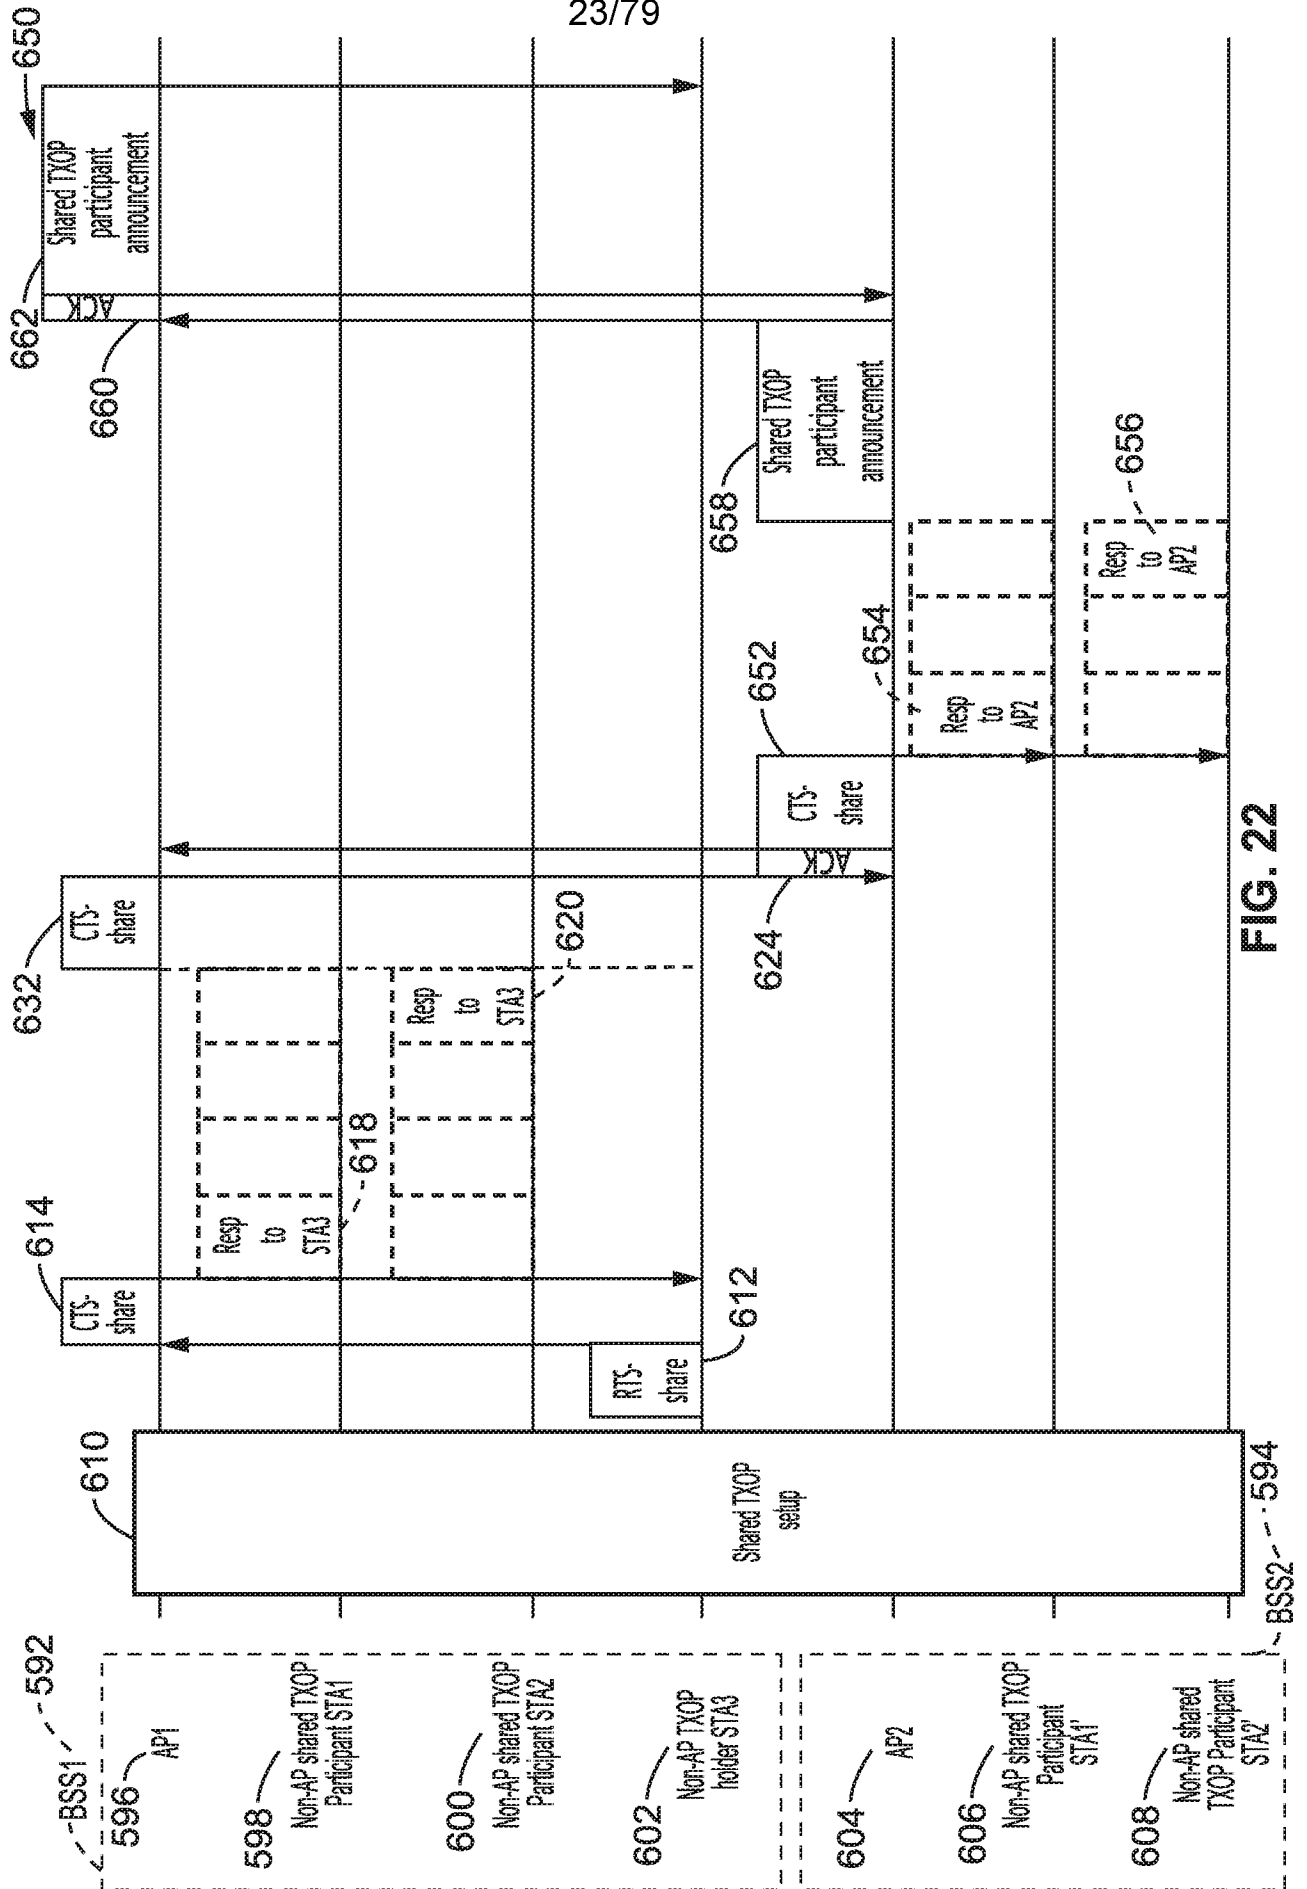 23/79
BSS1
592
596
AP1
598
Non-AP shared TXOP
Participant STA1
600
Non-AP shared TXOP
Participant STA2
602
Non-AP TXOP
holder STA3
604
AP2
606
Non-AP shared TXOP
Participant
STA1'
608
Non-AP shared
TXOP Participant
STA2'
BSS2
594
610
Shared TXOP
setup
RTS-
share
612
614
CTS-
share
Resp
to
STA3
618
Resp
to
STA3
620
632
CTS-
share
624
ACK
CTS-
share
652
Resp
to
AP2
654
Resp
to
AP2
656
658
Shared TXOP
participant
announcement
660
ACK
662
Shared TXOP
participant
announcement
650
FIG. 22